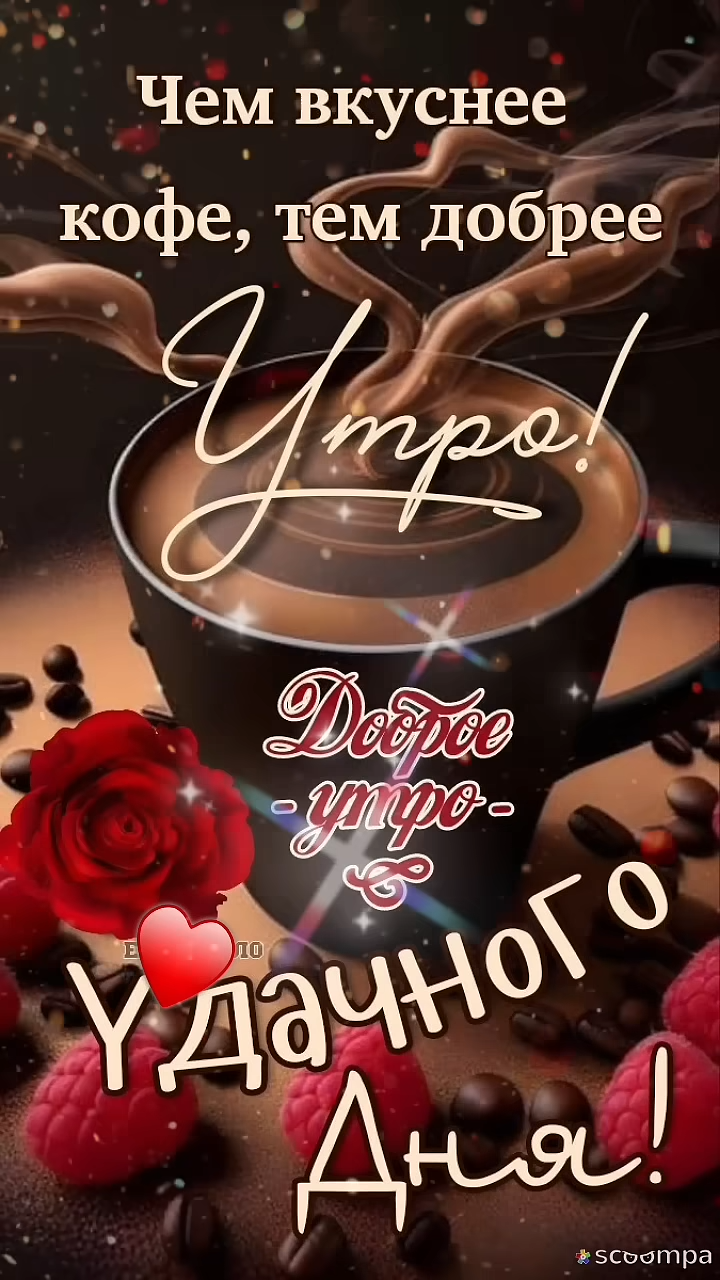 Чем вкуснее
кофе, тем добрее
Утро!
Доброе
- утро -
Удачного
Дня!
scoompa